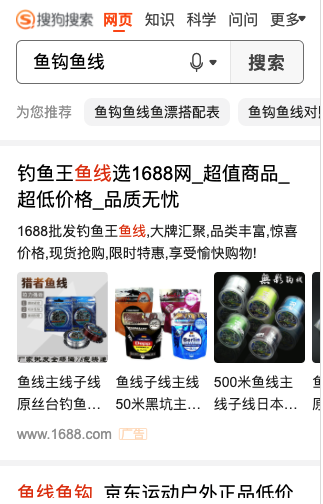 搜狗搜索 网页 知识 科学 问问 更多
鱼钩鱼线 搜索
为您推荐 鱼钩鱼线鱼漂搭配表 鱼钩鱼线对
钓鱼王鱼线选1688网_超值商品_
超低价格_品质无忧
1688批发钓鱼王鱼线,大牌汇聚,品类丰富,惊喜
价格,现货抢购,限时特惠,享受愉快购物!
猎者鱼线
無影钩线
鱼线主线子线 鱼线子线主线 500米鱼线主 鱼
原丝台钓鱼... 50米黑坑主... 线子线日本... 线
www.1688.com 广告
鱼线鱼钩_京东运动户外正品低价